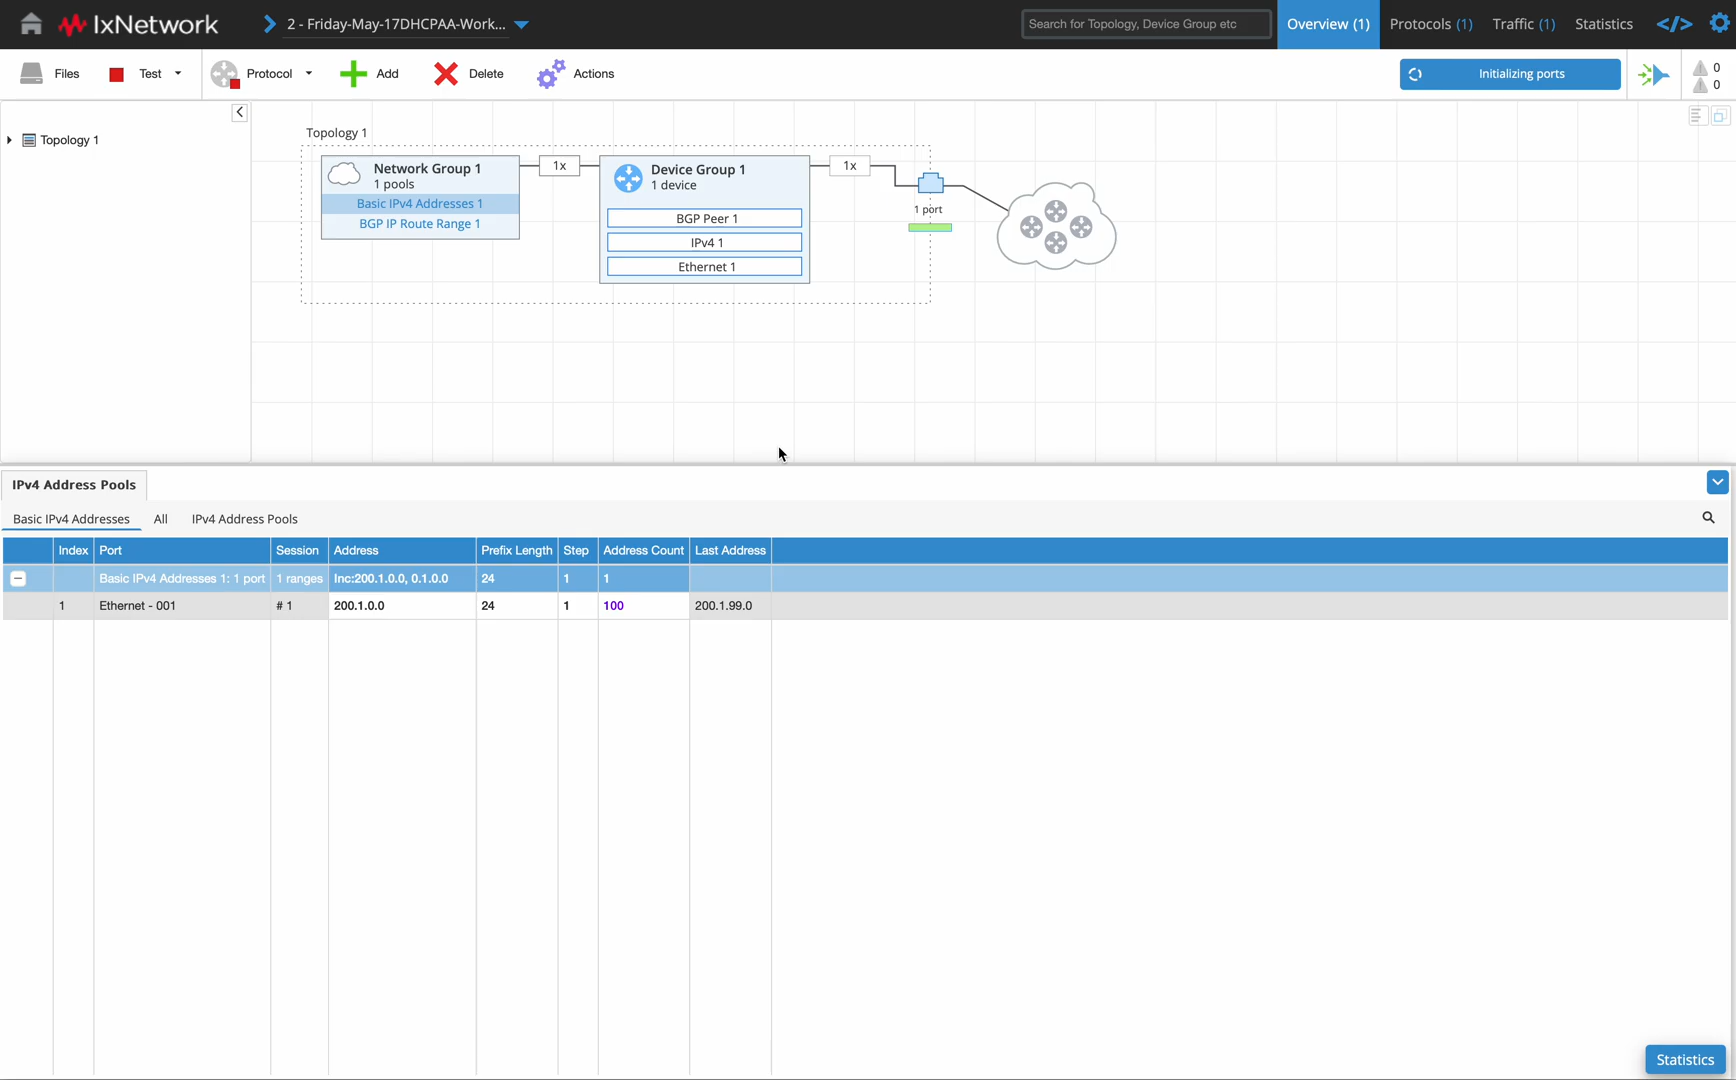 IxNetwork
2 - Friday-May-17DHCPAA-Work...
Search for Topology, Device Group etc
Overview (1)
Protocols (1)
Traffic (1)
Statistics
</>
Files
Test
Protocol
Add
Delete
Actions
Initializing ports
0
0
Topology 1
Topology 1
Network Group 1
1 pools
Basic IPv4 Addresses 1
BGP IP Route Range 1
1x
Device Group 1
1 device
BGP Peer 1
IPv4 1
Ethernet 1
1x
1 port
IPv4 Address Pools
Basic IPv4 Addresses All IPv4 Address Pools
Index Port Session Address Prefix Length Step Address Count Last Address
Basic IPv4 Addresses 1: 1 port 1 ranges Inc:200.1.0.0, 0.1.0.0 24 1 1
1 Ethernet - 001 # 1 200.1.0.0 24 1 100 200.1.99.0
Statistics